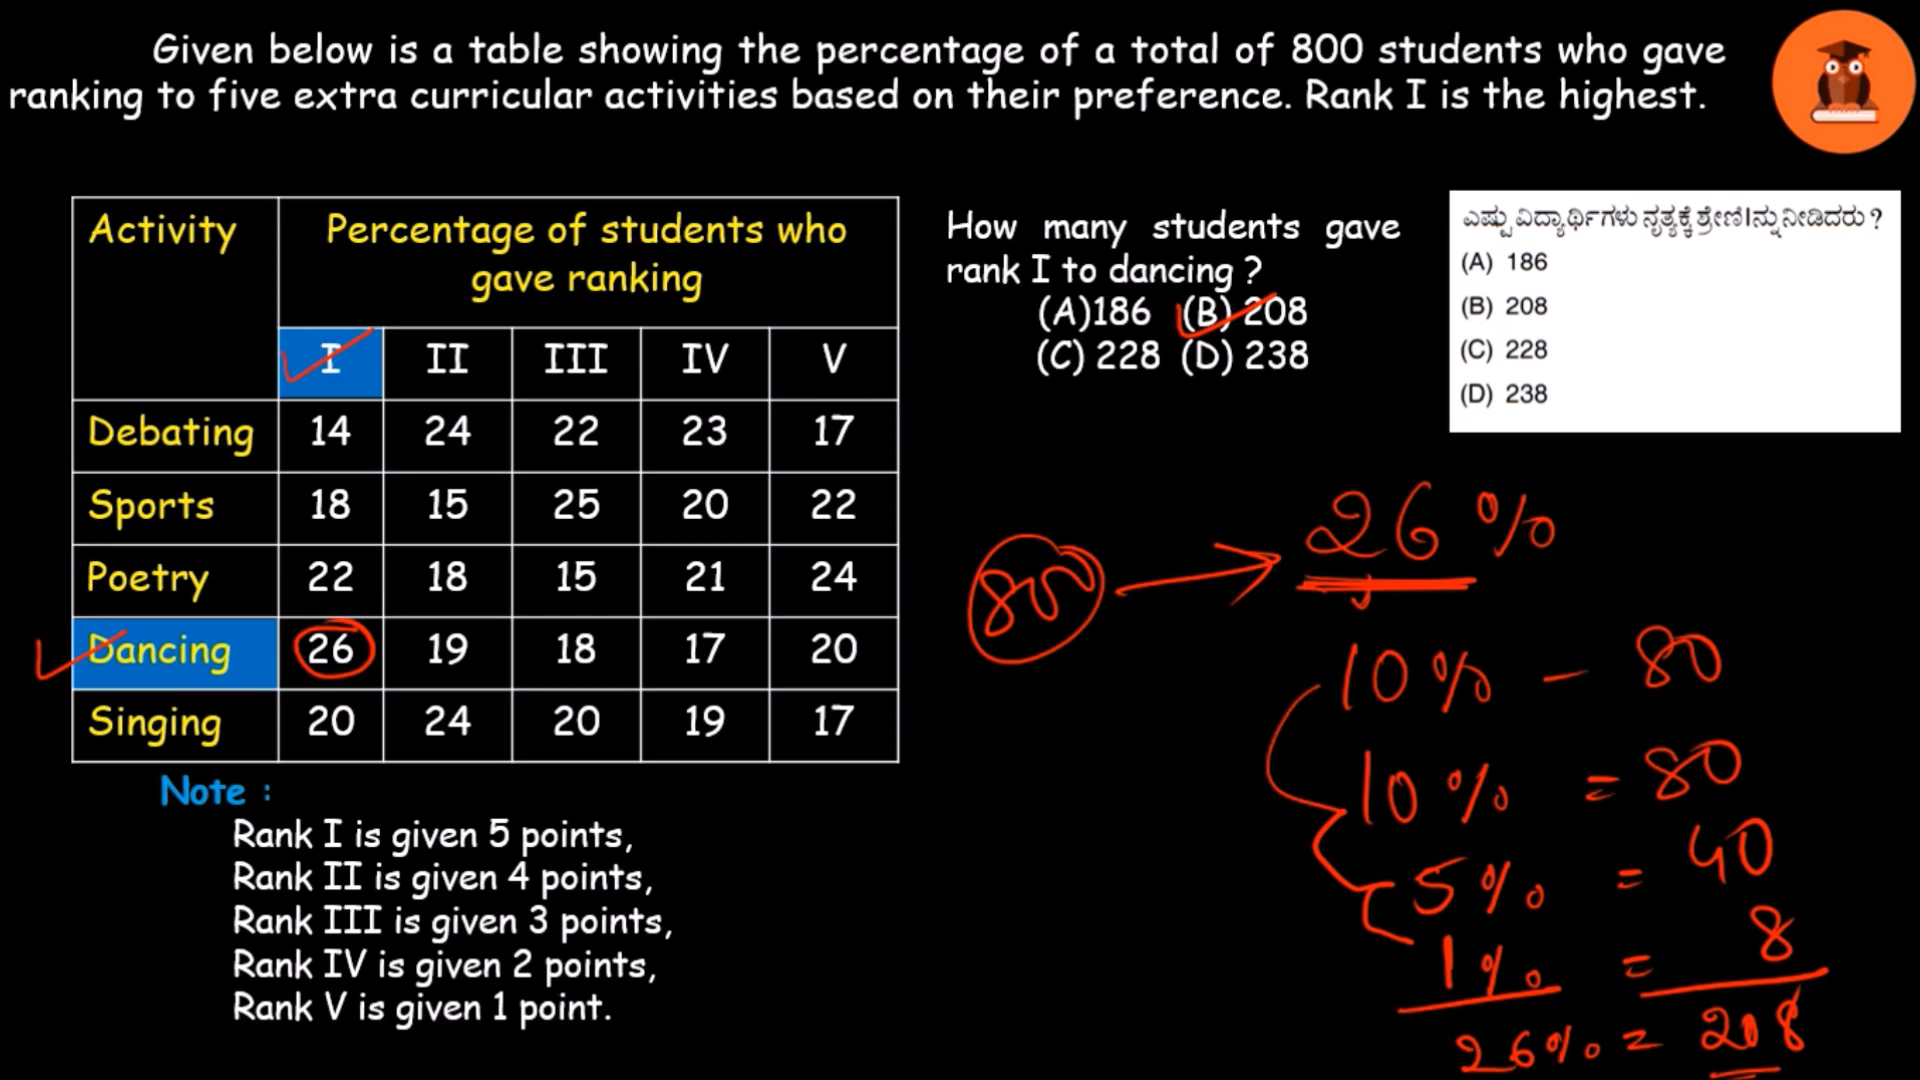 Given below is a table showing the percentage of a total of 800 students who gave
ranking to five extra curricular activities based on their preference. Rank I is the highest.
Activity Percentage of students who
gave ranking
I II III IV V
Debating 14 24 22 23 17
Sports 18 15 25 20 22
Poetry 22 18 15 21 24
Dancing 26 19 18 17 20
Singing 20 24 20 19 17
Note :
Rank I is given 5 points,
Rank II is given 4 points,
Rank III is given 3 points,
Rank IV is given 2 points,
Rank V is given 1 point.
How many students gave
rank I to dancing ?
(A)186 (B) 208
(C) 228 (D) 238
ಎಷ್ಟು ವಿದ್ಯಾರ್ಥಿಗಳು ನೃತ್ಯಕ್ಕೆ ಶ್ರೇಣಿIನ್ನು ನೀಡಿದರು ?
(A) 186
(B) 208
(C) 228
(D) 238
800 26 %
10 % - 80
10 % = 80
5 % = 40
1 % = 8
26 % = 208